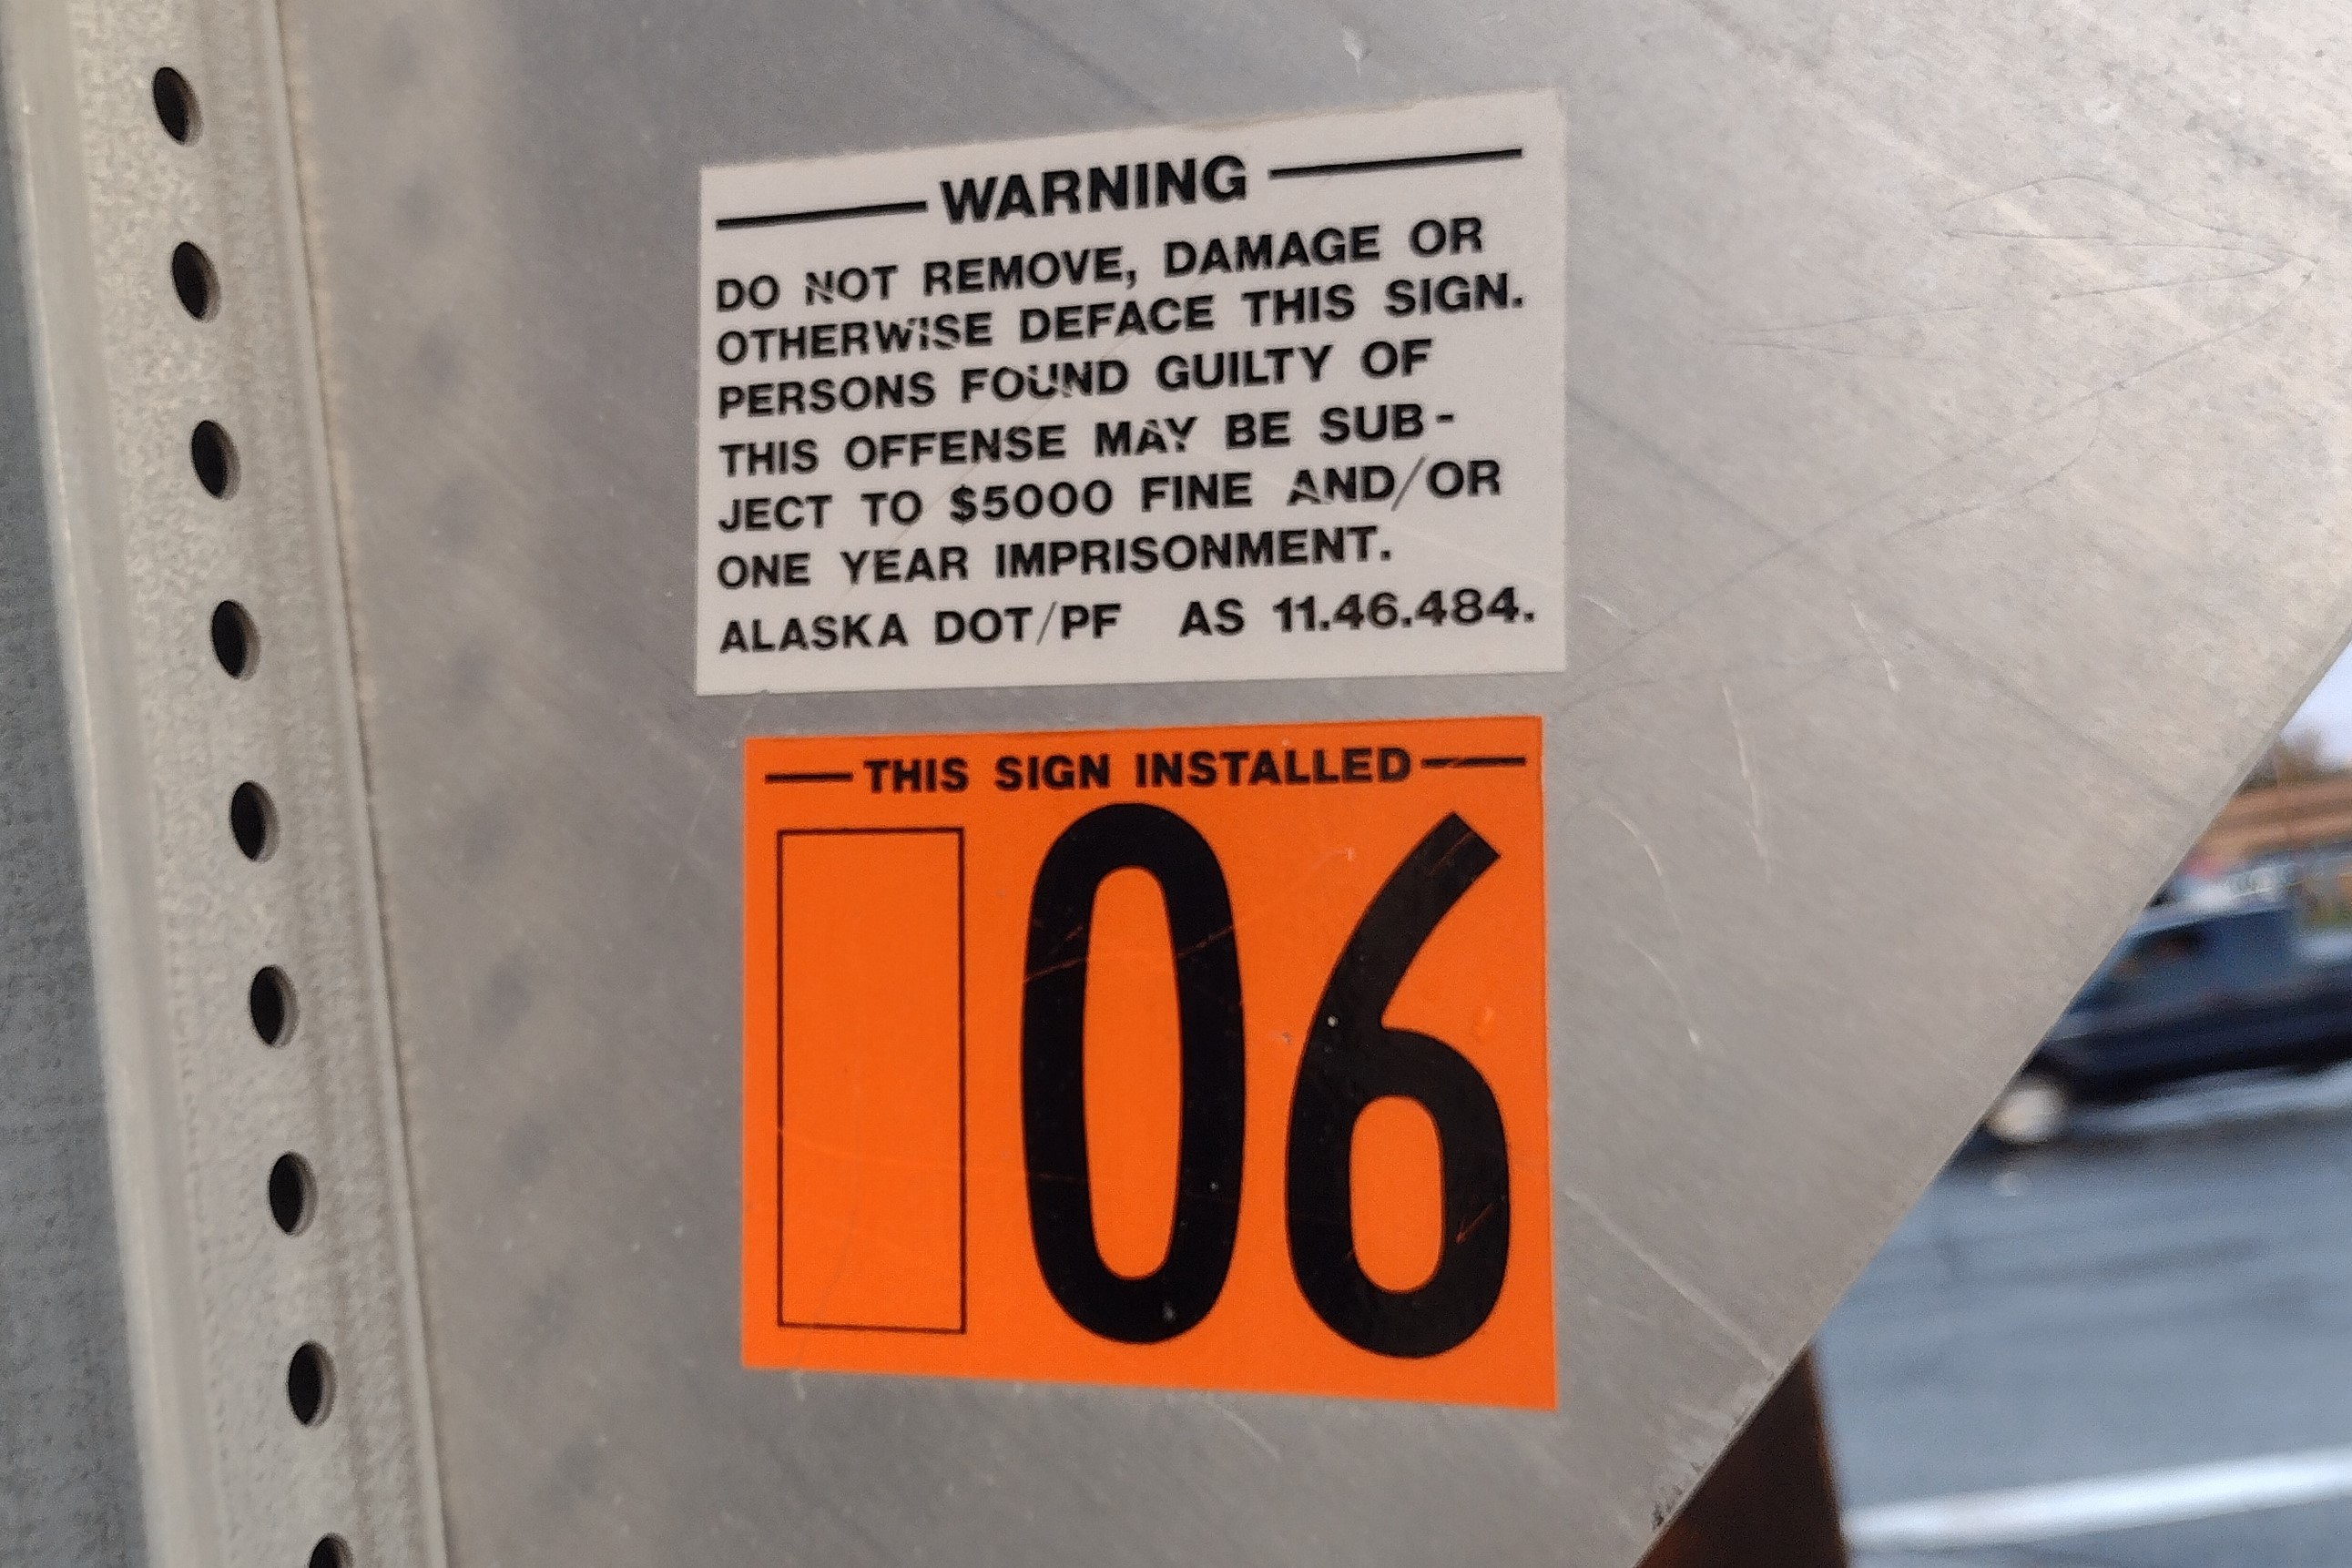 WARNING
DO NOT REMOVE, DAMAGE OR
OTHERWISE DEFACE THIS SIGN.
PERSONS FOUND GUILTY OF
THIS OFFENSE MAY BE SUB-
JECT TO $5000 FINE AND/OR
ONE YEAR IMPRISONMENT.
ALASKA DOT/PF AS 11.46.484.
THIS SIGN INSTALLED
06